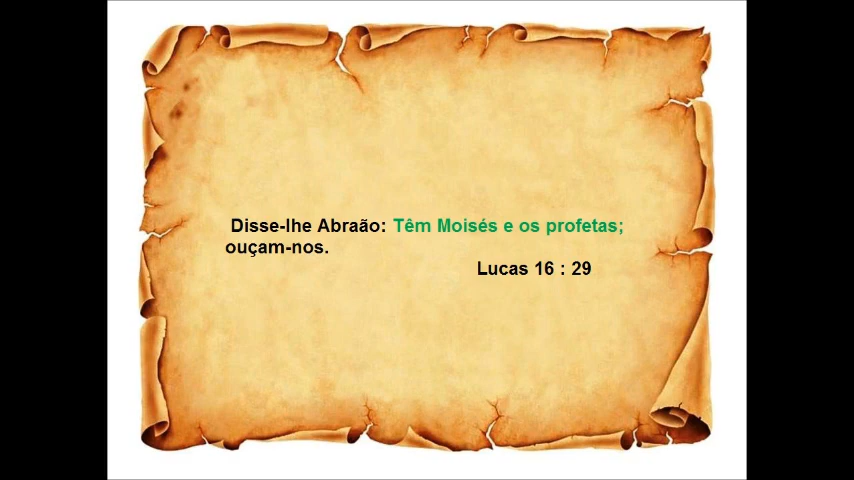 Disse-lhe Abraão: Têm Moisés e os profetas;
ouçam-nos.
Lucas 16 : 29